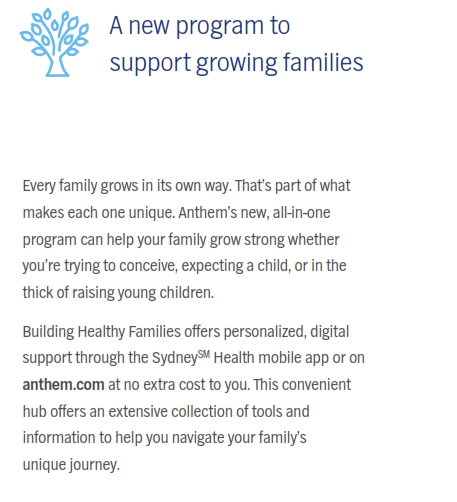 A new program to
support growing families
Every family grows in its own way. That's part of what
makes each one unique. Anthem's new, all-in-one
program can help your family grow strong whether
you're trying to conceive, expecting a child, or in the
thick of raising young children.
Building Healthy Families offers personalized, digital
support through the Sydney℠ Health mobile app or on
anthem.com at no extra cost to you. This convenient
hub offers an extensive collection of tools and
information to help you navigate your family's
unique journey.